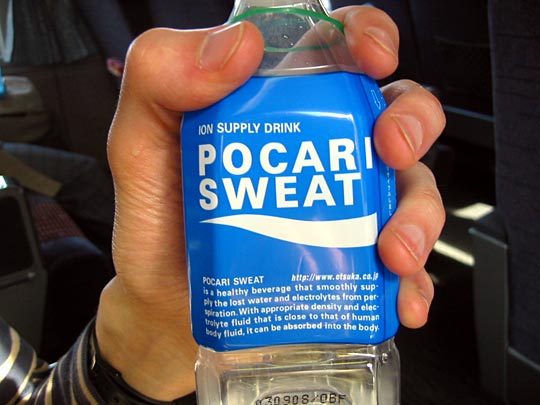 ION SUPPLY DRINK
POCARI
SWEAT
POCARI SWEAT http://www.otsuka.co.jp
is a healthy beverage that smoothly sup-
ply the lost water and electrolytes from per-
spiration. With appropriate density and elec-
trolyte fluid that is close to that of human
body fluid, it can be absorbed into the body.
030908/OBF